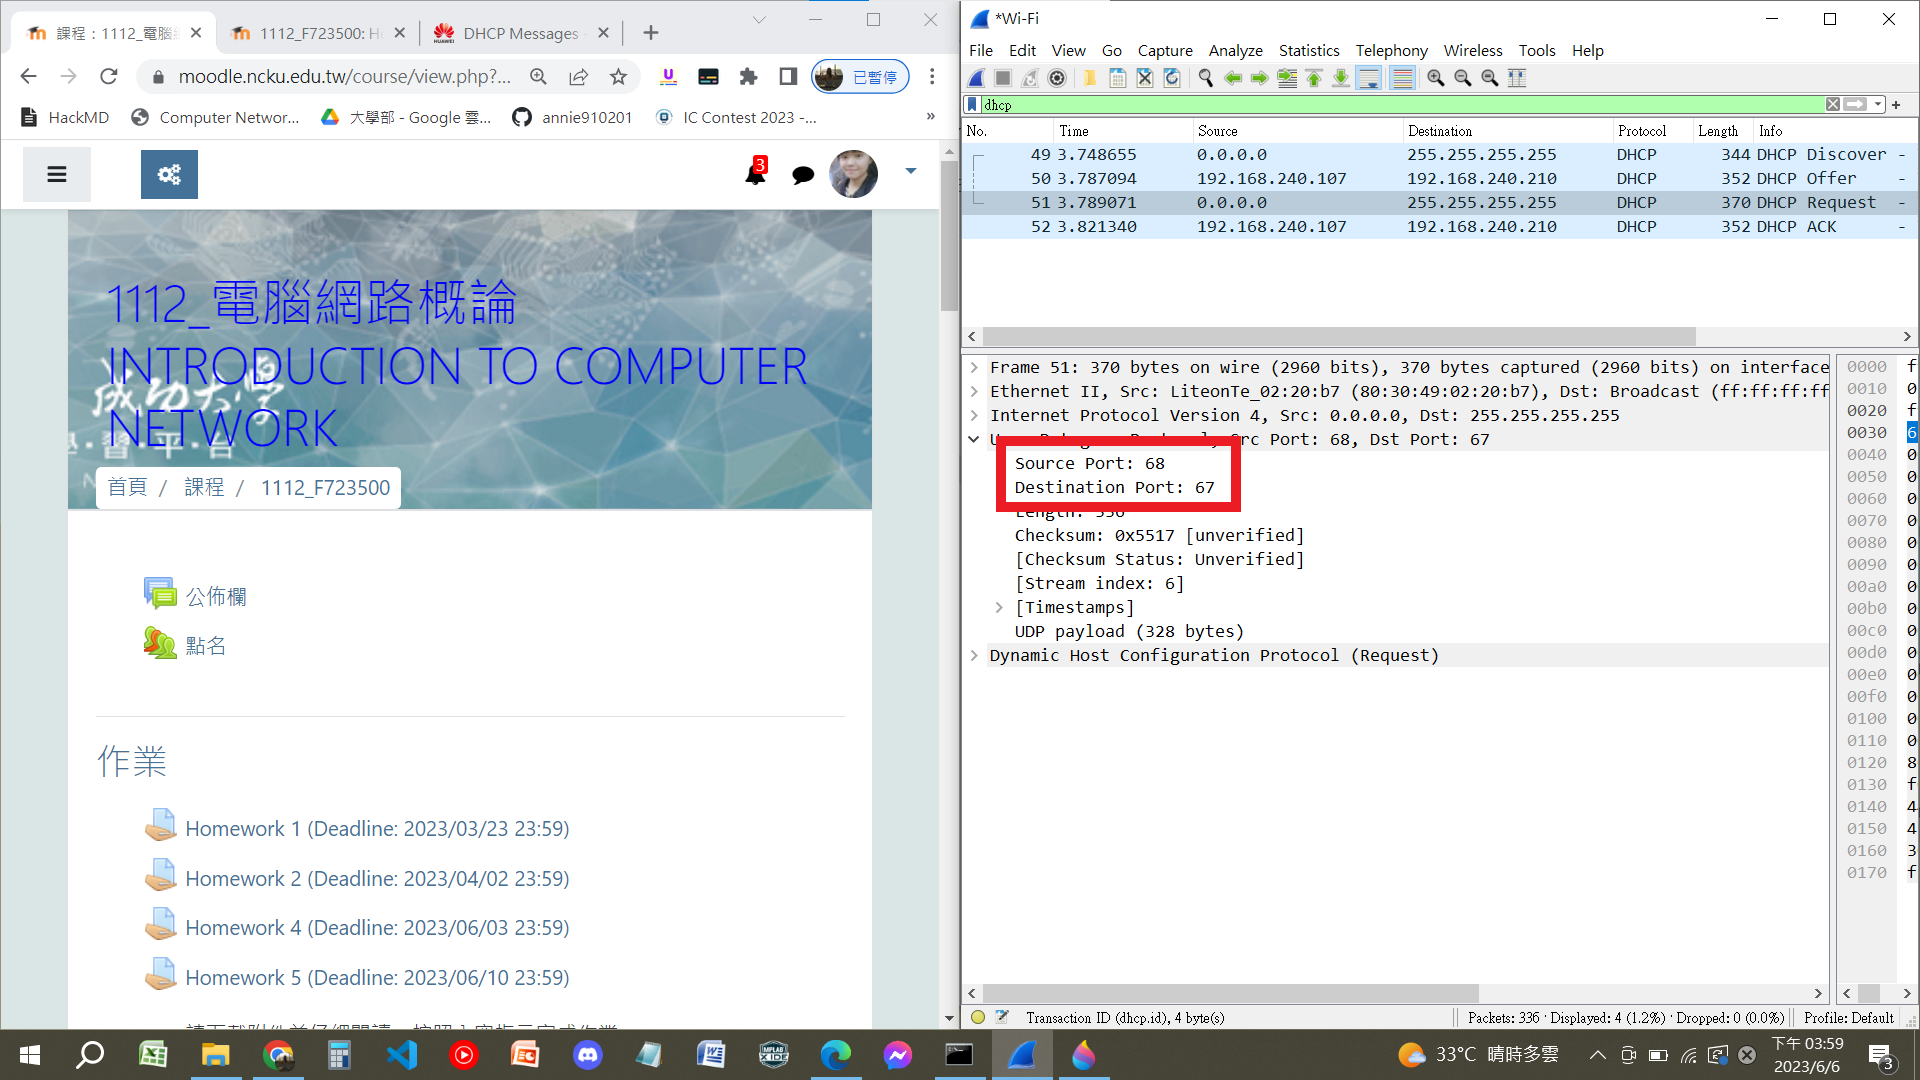 課程：1112_電腦
1112_F723500: H
DHCP Messages
moodle.ncku.edu.tw/course/view.php?...
已暫停
HackMD
Computer Networ...
大學部 - Google 雲...
annie910201
IC Contest 2023 -...
»
3
1112_電腦網路概論
INTRODUCTION TO COMPUTER
NETWORK
成功大學
學·習·平·台
首頁 / 課程 / 1112_F723500
公佈欄
點名
作業
Homework 1 (Deadline: 2023/03/23 23:59)
Homework 2 (Deadline: 2023/04/02 23:59)
Homework 4 (Deadline: 2023/06/03 23:59)
Homework 5 (Deadline: 2023/06/10 23:59)
*Wi-Fi
File Edit View Go Capture Analyze Statistics Telephony Wireless Tools Help
dhcp
No. Time Source Destination Protocol Length Info
49 3.748655 0.0.0.0 255.255.255.255 DHCP 344 DHCP Discover -
50 3.787094 192.168.240.107 192.168.240.210 DHCP 352 DHCP Offer -
51 3.789071 0.0.0.0 255.255.255.255 DHCP 370 DHCP Request -
52 3.821340 192.168.240.107 192.168.240.210 DHCP 352 DHCP ACK -
Frame 51: 370 bytes on wire (2960 bits), 370 bytes captured (2960 bits) on interface
Ethernet II, Src: LiteonTe_02:20:b7 (80:30:49:02:20:b7), Dst: Broadcast (ff:ff:ff:ff
Internet Protocol Version 4, Src: 0.0.0.0, Dst: 255.255.255.255
Src Port: 68, Dst Port: 67
Source Port: 68
Destination Port: 67
Length: 336
Checksum: 0x5517 [unverified]
[Checksum Status: Unverified]
[Stream index: 6]
[Timestamps]
UDP payload (328 bytes)
Dynamic Host Configuration Protocol (Request)
0000 f
0010 0
0020 f
0030 6
0040 0
0050 0
0060 0
0070 0
0080 0
0090 0
00a0 0
00b0 0
00c0 0
00d0 0
00e0 0
00f0 0
0100 0
0110 0
0120 8
0130 f
0140 4
0150 4
0160 3
0170 f
Transaction ID (dhcp.id), 4 byte(s)
Packets: 336 · Displayed: 4 (1.2%) · Dropped: 0 (0.0%)
Profile: Default
33°C 晴時多雲
下午 03:59
2023/6/6
3